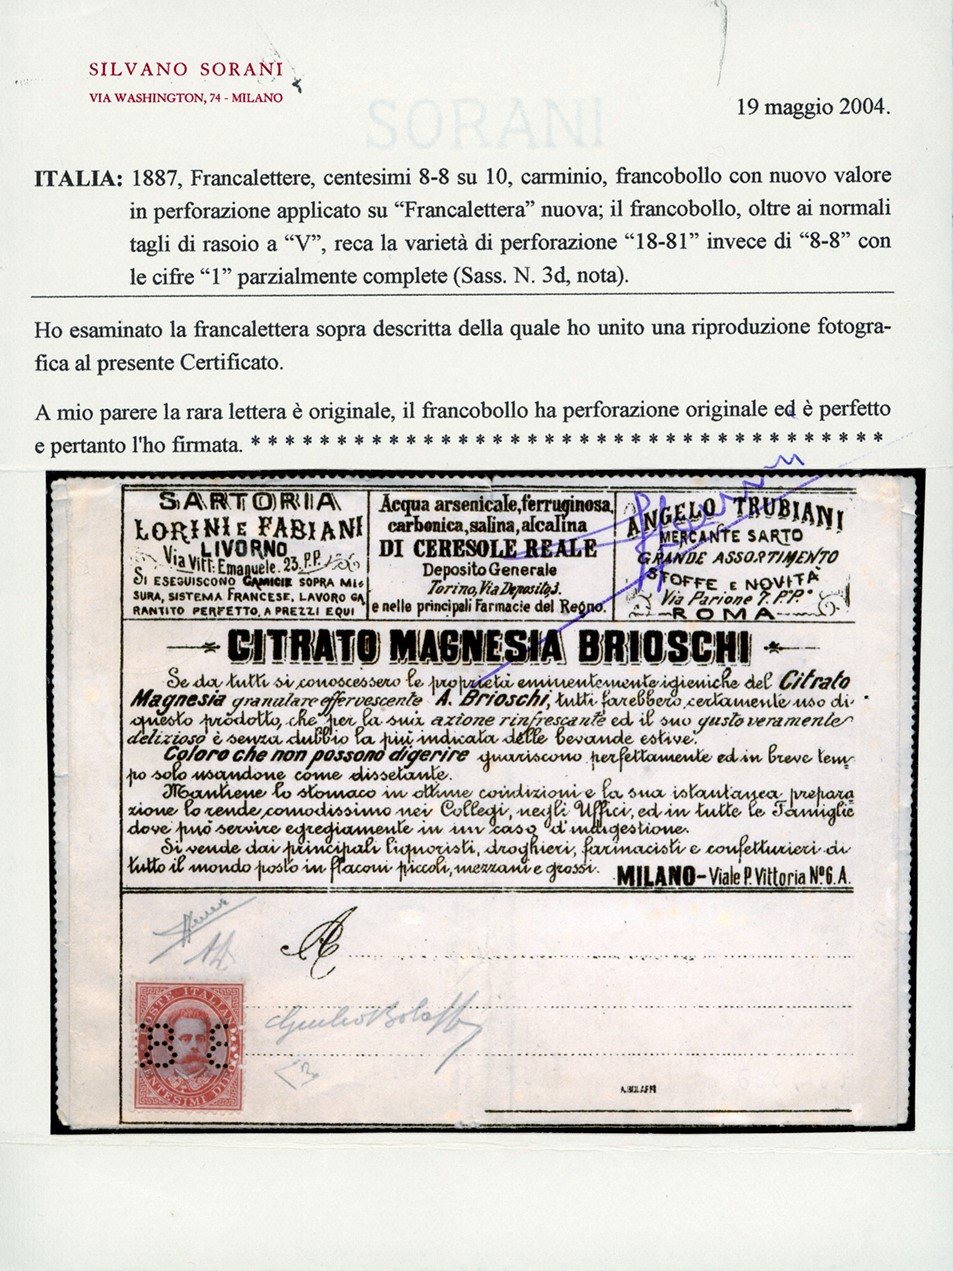 SILVANO SORANI
VIA WASHINGTON, 74 - MILANO
SORANI
19 maggio 2004.
ITALIA: 1887, Francalettere, centesimi 8-8 su 10, carminio, francobollo con nuovo valore
in perforazione applicato su “Francalettera” nuova; il francobollo, oltre ai normali
tagli di rasoio a “V”, reca la varietà di perforazione “18-81” invece di “8-8” con
le cifre “1” parzialmente complete (Sass. N. 3d, nota).
Ho esaminato la francalettera sopra descritta della quale ho unito una riproduzione fotogra-
fica al presente Certificato.
A mio parere la rara lettera è originale, il francobollo ha perforazione originale ed è perfetto
e pertanto l'ho firmata. * * * * * * * * * * * * * * * * * * * * * * * * * * * * * * * * * * * *
SARTORIA
LORINI E FABIANI
LIVORNO
Via Vitt. Emanuele. 23. P.P.
SI ESEGUISCONO CAMICIE SOPRA MI=
SURA, SISTEMA FRANCESE, LAVORO GA
RANTITO PERFETTO, A PREZZI EQUI
Acqua arsenicale, ferruginosa,
carbonica, salina, alcalina
DI CERESOLE REALE
Deposito Generale
Torino, Via Deposito, 3.
e nelle principali Farmacie del Regno.
ANGELO TRUBIANI
MERCANTE SARTO
GRANDE ASSORTIMENTO
STOFFE E NOVITÀ
Via Parione 7. P.P.
ROMA
CITRATO MAGNESIA BRIOSCHI
Se da tutti si conoscessero le proprietà eminentemente igieniche del Citrato
Magnesia granulare effervescente A. Brioschi, tutti farebbero certamente uso di
questo prodotto, che per la sua azione rinfrescante ed il suo gusto veramente
delizioso è senza dubbio la più indicata delle bevande estive.
Coloro che non possono digerire guariscono perfettamente ed in breve tem-
po solo usandone come dissetante.
Mantiene lo stomaco in ottime condizioni e la sua istantanea prepara
zione lo rende comodissimo nei Collegi, negli Uffici, ed in tutte le Famiglie
dove può servire egregiamente in un caso d'indigestione.
Si vende dai principali liquoristi, droghieri, farmacisti e confetturieri di
tutto il mondo posto in flaconi piccoli, mezzani e grossi.
MILANO - Viale P. Vittoria Nº 6. A.
A
POSTE ITALIANE
8 8
CENTESIMI DIECI
Giulio Bolaffi
A. BOLAFFI